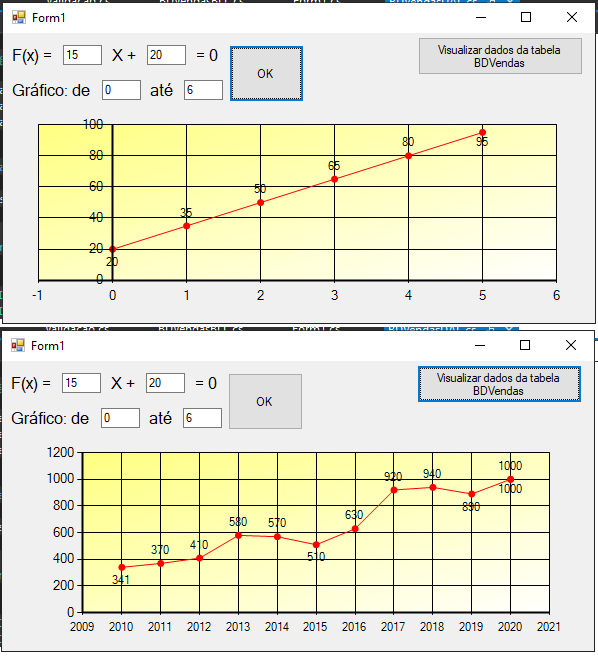 Form1
F(x) = 15 X + 20 = 0
OK
Visualizar dados da tabela
BDVendas
Gráfico: de 0 até 6
100
80
60
40
20
0
20
35
50
65
80
95
-1 0 1 2 3 4 5 6
Form1
F(x) = 15 X + 20 = 0
OK
Visualizar dados da tabela
BDVendas
Gráfico: de 0 até 6
1200
1000
800
600
400
200
0
341
370
410
580
570
510
630
920
940
890
1000
1000
2009 2010 2011 2012 2013 2014 2015 2016 2017 2018 2019 2020 2021